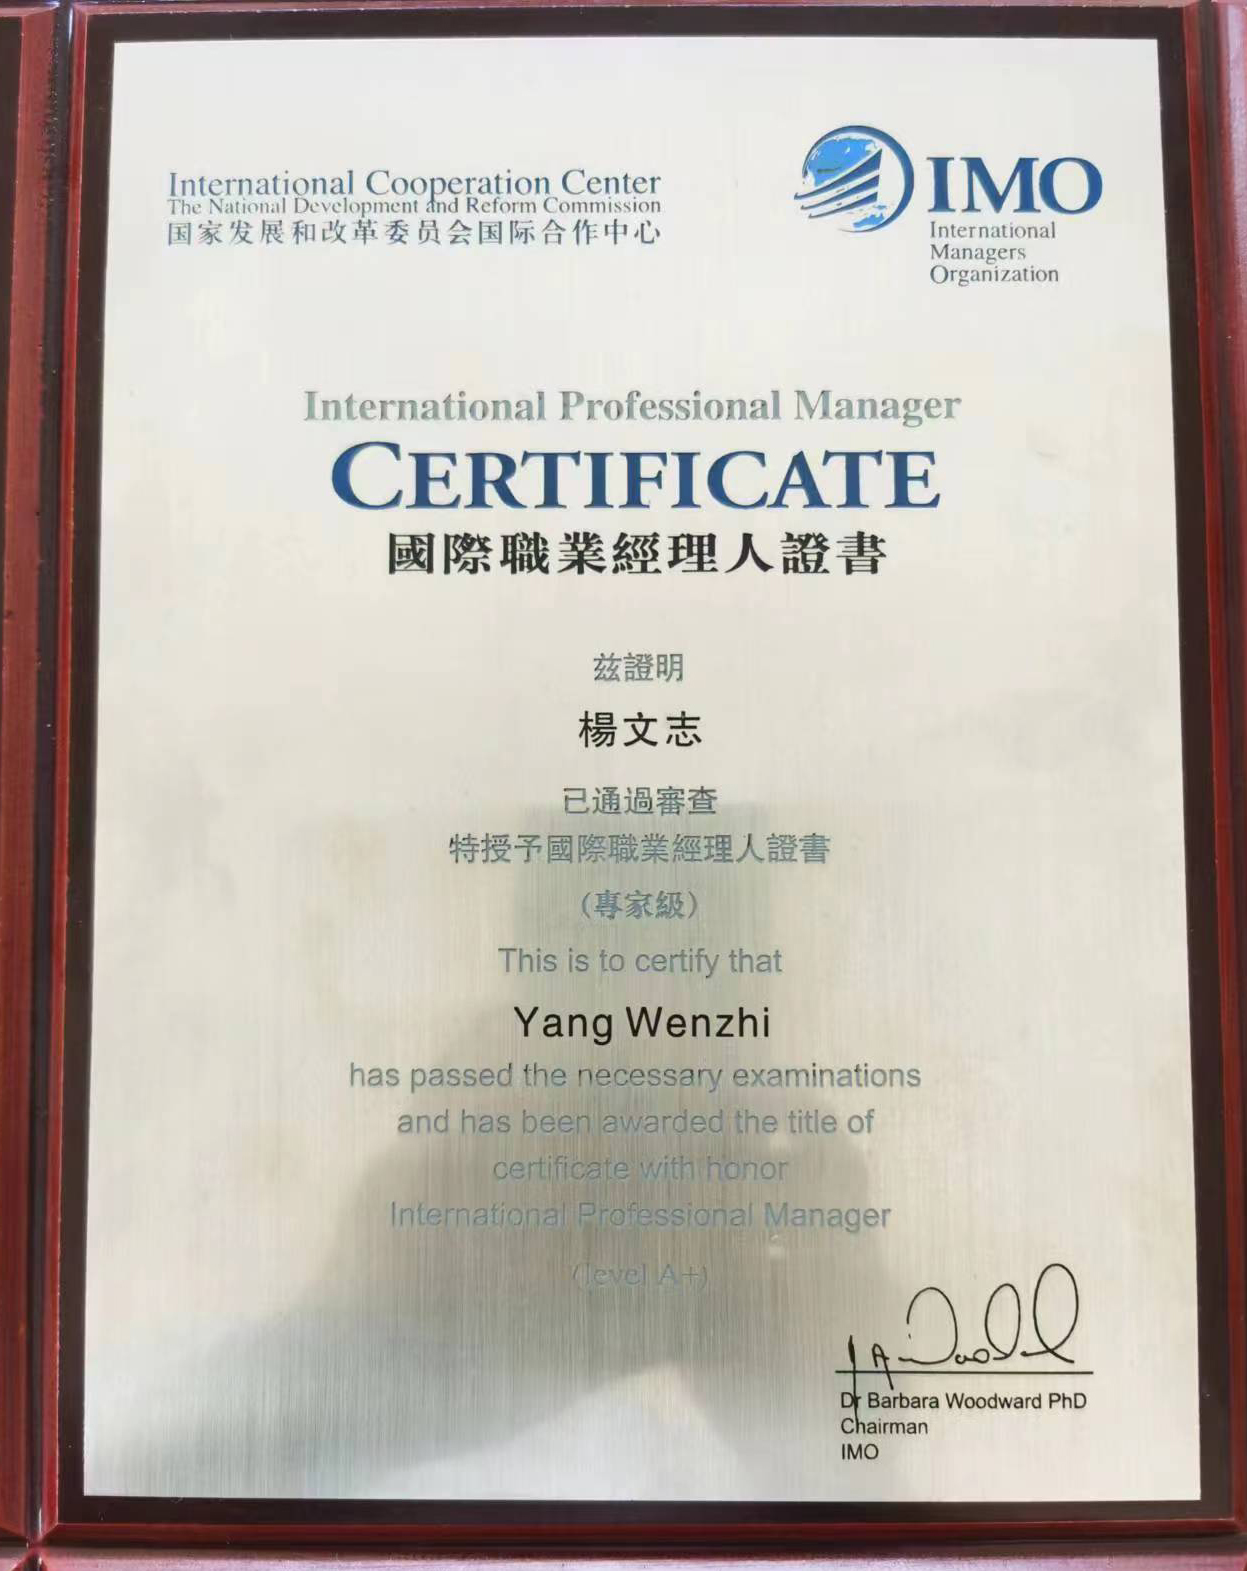 International Cooperation Center
The National Development and Reform Commission
国家发展和改革委员会国际合作中心
IMO
International
Managers
Organization
International Professional Manager
CERTIFICATE
國際職業經理人證書
兹證明
楊文志
已通過審查
特授予國際職業經理人證書
(專家級)
This is to certify that
Yang Wenzhi
has passed the necessary examinations
and has been awarded the title of
certificate with honor
International Professional Manager
(level A+)
Dr Barbara Woodward PhD
Chairman
IMO